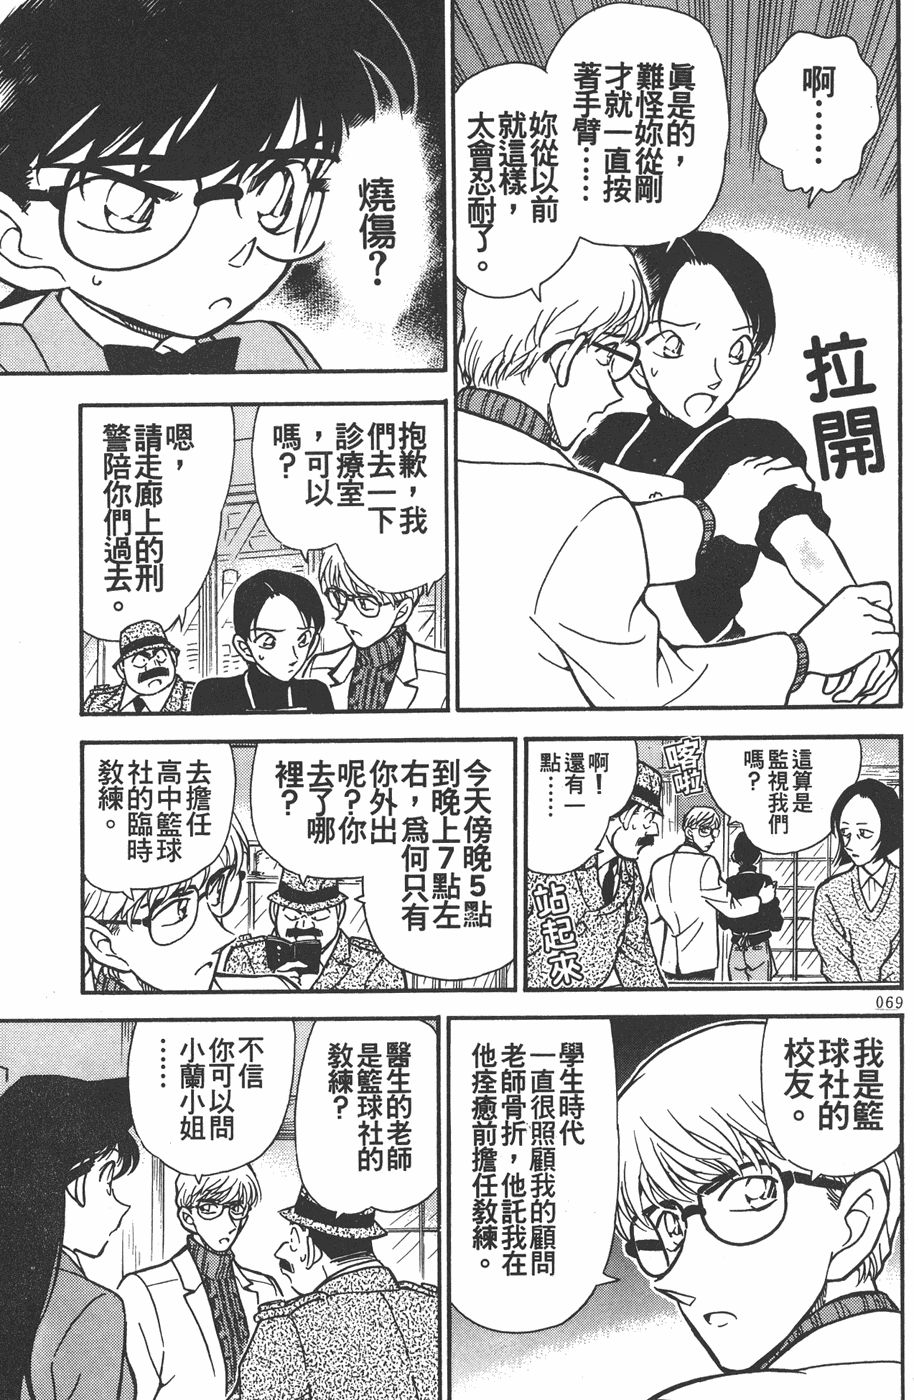 啊……
真是的，
難怪妳從剛
才就一直按
著手臂……
妳從以前
就這樣，
太會忍耐了。
拉開
燒傷？
抱歉，我
們去一下
診療室
，可以
嗎？
嗯，
請走廊上的刑
警陪你們過去。
這算是
監視我們
嗎？
喀啦
啊！
還有一
點……
站起來
今天傍晚5點
到晚上7點左
右，為何只有
你外出
呢？你
去了哪
裡？
去擔任
高中籃球
社的臨時
教練。
069
我是籃
球社的
校友。
學生時代
一直很照顧我的顧問
老師骨折，他託我在
他痊癒前擔任教練。
醫生的老師
是籃球社的
教練？
不信
你可以問
小蘭小姐
……